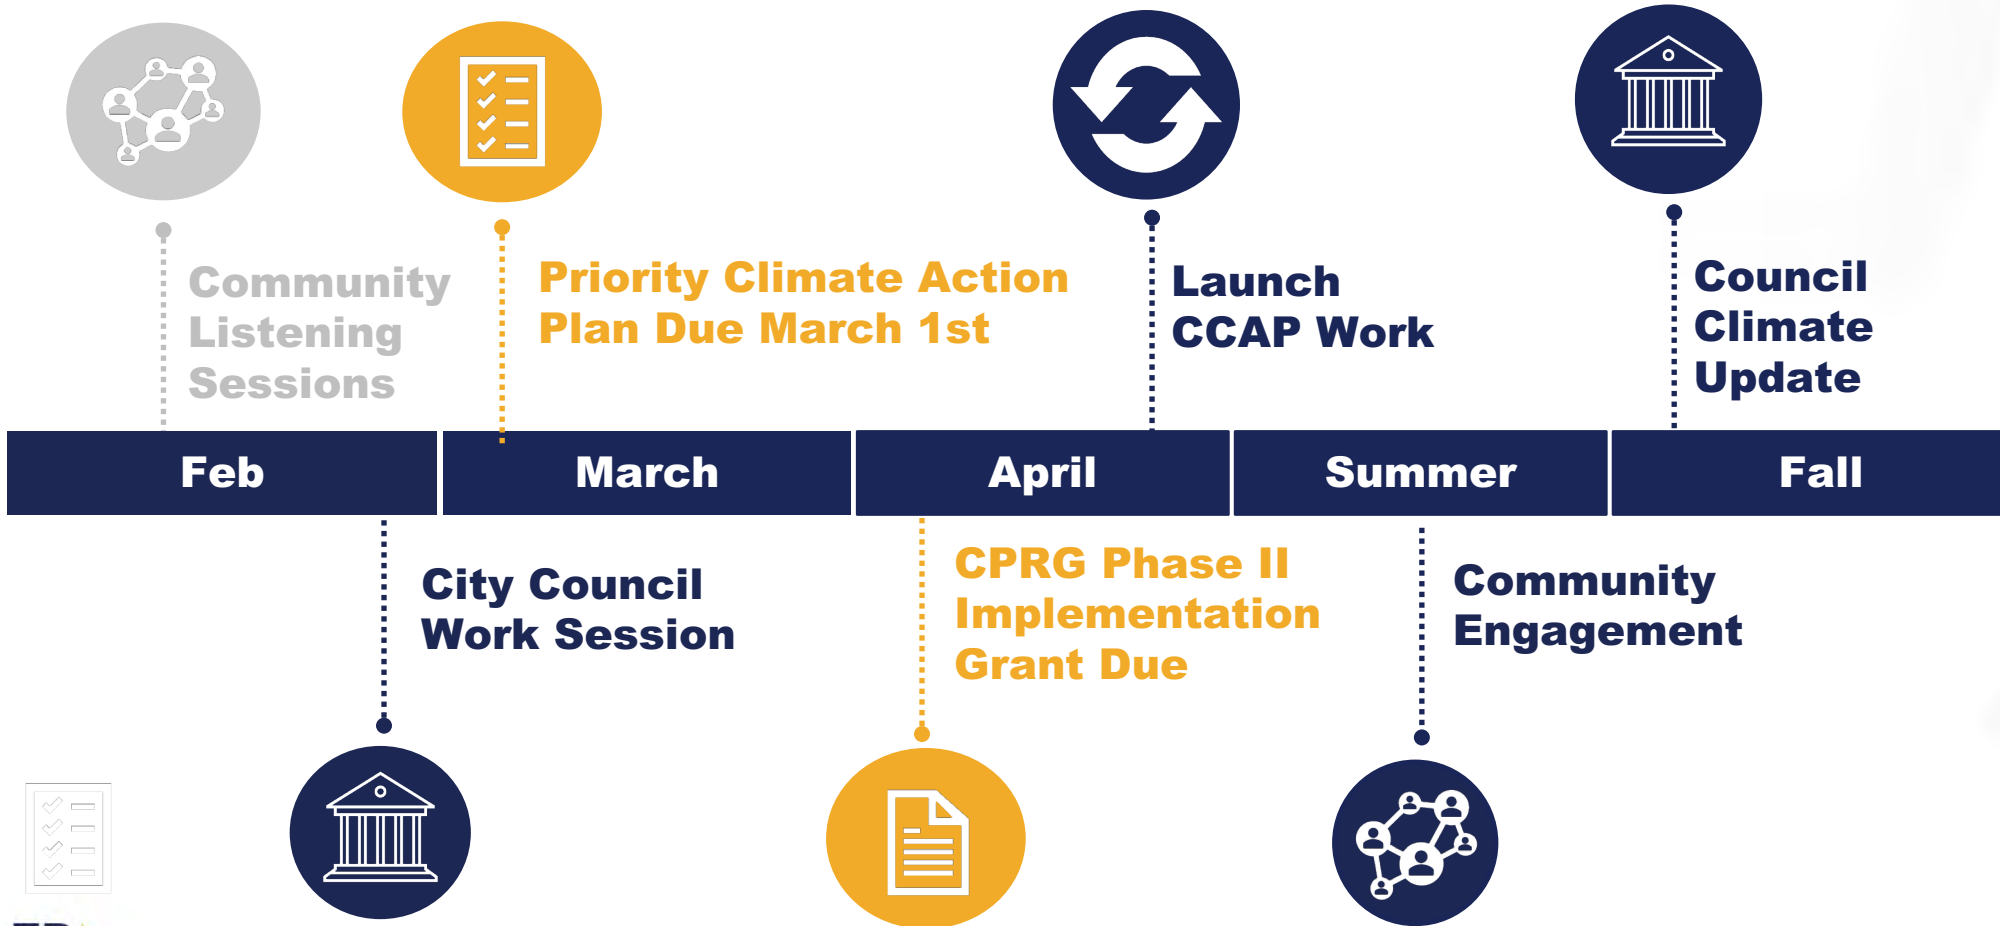 Community
Listening
Sessions
Priority Climate Action
Plan Due March 1st
Launch
CCAP Work
Council
Climate
Update
Feb
March
April
Summer
Fall
City Council
Work Session
CPRG Phase II
Implementation
Grant Due
Community
Engagement